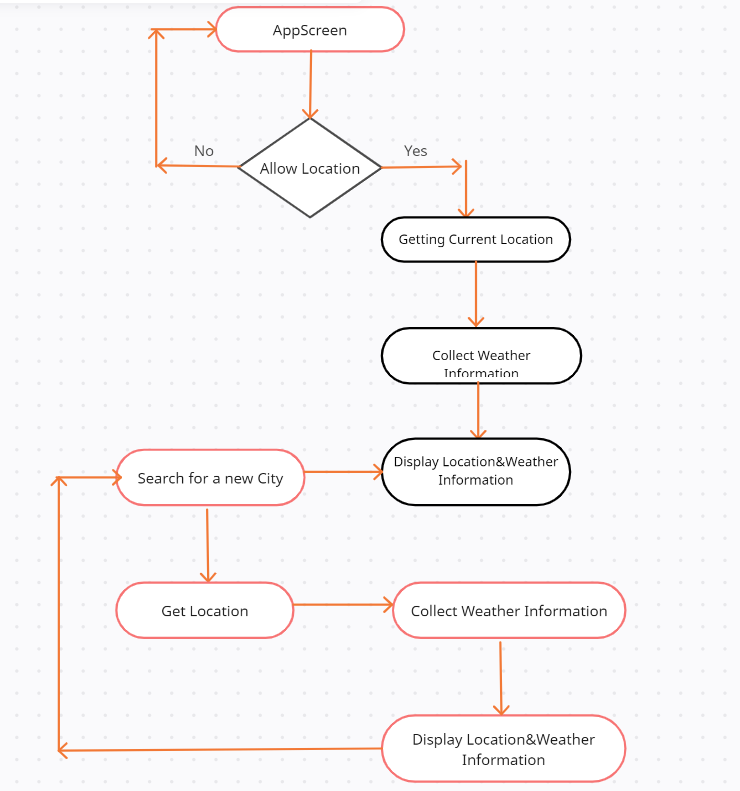 AppScreen
No
Yes
Allow Location
Getting Current Location
Collect Weather
Information
Display Location&Weather
Information
Search for a new City
Get Location
Collect Weather Information
Display Location&Weather
Information